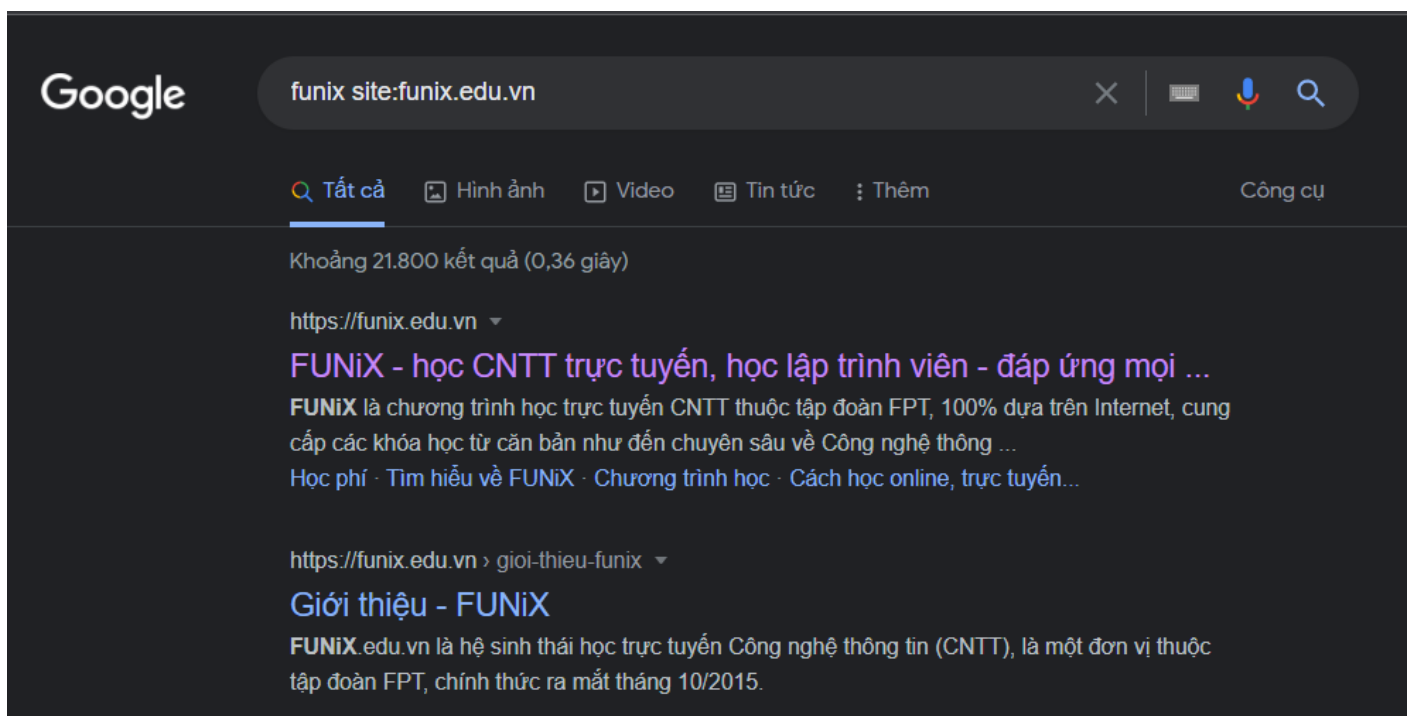 Google
funix site:funix.edu.vn
Tất cả Hình ảnh Video Tin tức Thêm Công cụ
Khoảng 21.800 kết quả (0,36 giây)
https://funix.edu.vn
FUNiX - học CNTT trực tuyến, học lập trình viên - đáp ứng mọi ...
FUNiX là chương trình học trực tuyến CNTT thuộc tập đoàn FPT, 100% dựa trên Internet, cung
cấp các khóa học từ căn bản như đến chuyên sâu về Công nghệ thông ...
Học phí · Tìm hiểu về FUNiX · Chương trình học · Cách học online, trực tuyến...
https://funix.edu.vn › gioi-thieu-funix
Giới thiệu - FUNiX
FUNiX.edu.vn là hệ sinh thái học trực tuyến Công nghệ thông tin (CNTT), là một đơn vị thuộc
tập đoàn FPT, chính thức ra mắt tháng 10/2015.